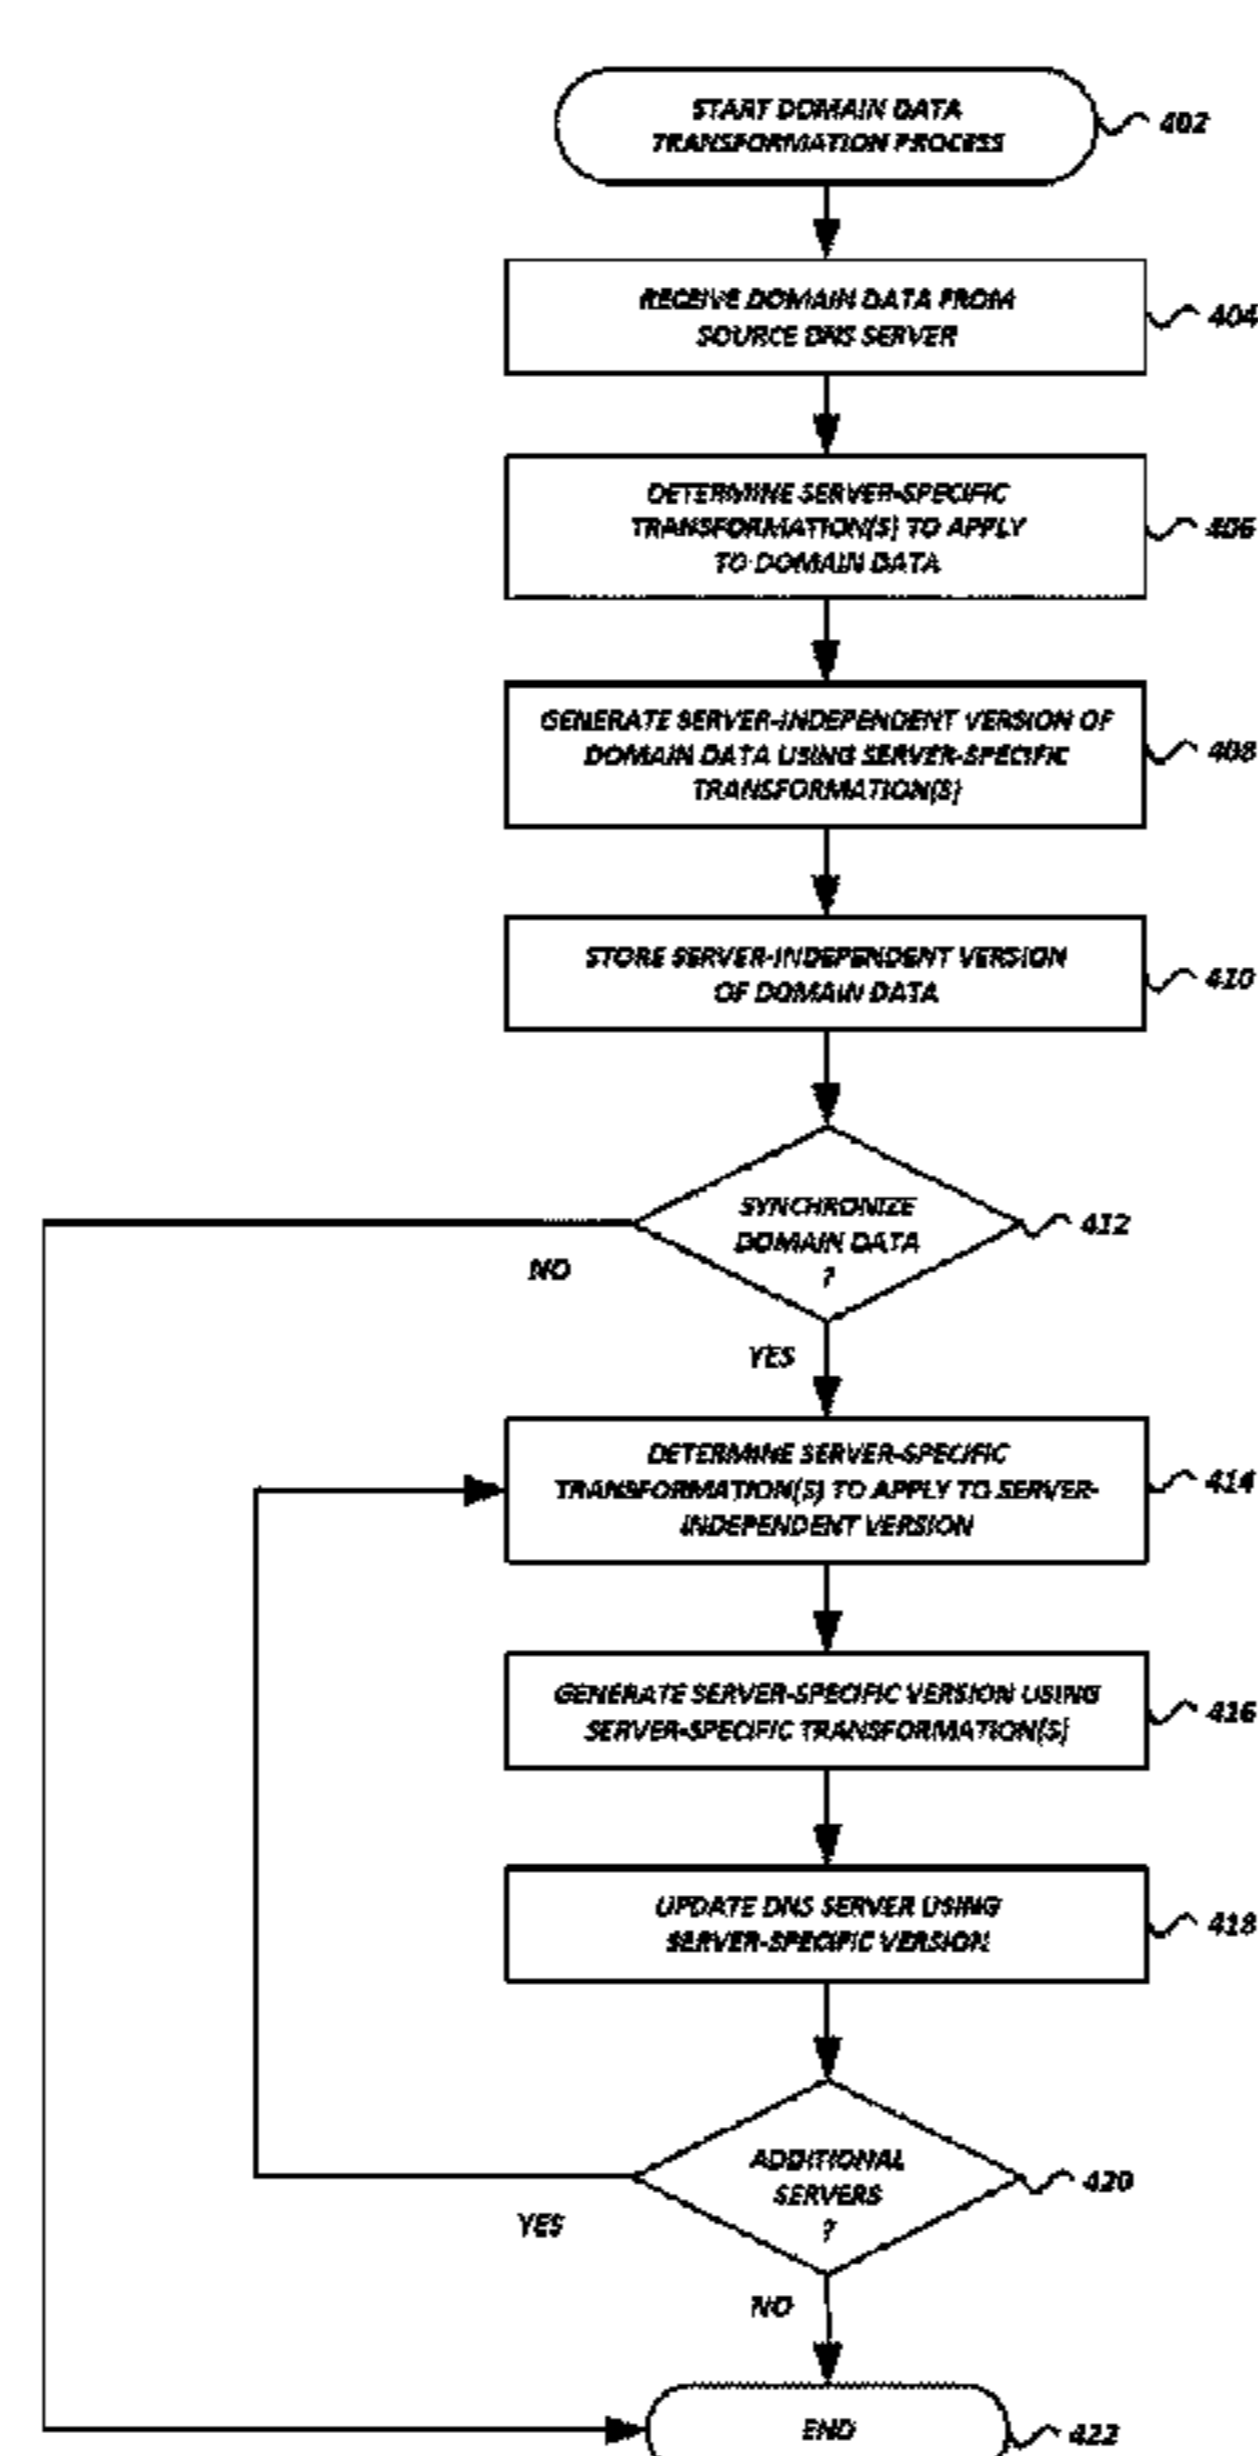 START DOMAIN DATA
TRANSFORMATION PROCESS
402
RECEIVE DOMAIN DATA FROM
SOURCE DNS SERVER
404
DETERMINE SERVER-SPECIFIC
TRANSFORMATION(S) TO APPLY
TO DOMAIN DATA
406
GENERATE SERVER-INDEPENDENT VERSION OF
DOMAIN DATA USING SERVER-SPECIFIC
TRANSFORMATION(S)
408
STORE SERVER-INDEPENDENT VERSION
OF DOMAIN DATA
410
SYNCHRONIZE
DOMAIN DATA
?
412
NO
YES
DETERMINE SERVER-SPECIFIC
TRANSFORMATION(S) TO APPLY TO SERVER-
INDEPENDENT VERSION
414
GENERATE SERVER-SPECIFIC VERSION USING
SERVER-SPECIFIC TRANSFORMATION(S)
416
UPDATE DNS SERVER USING
SERVER-SPECIFIC VERSION
418
ADDITIONAL
SERVERS
?
420
YES
NO
END
422